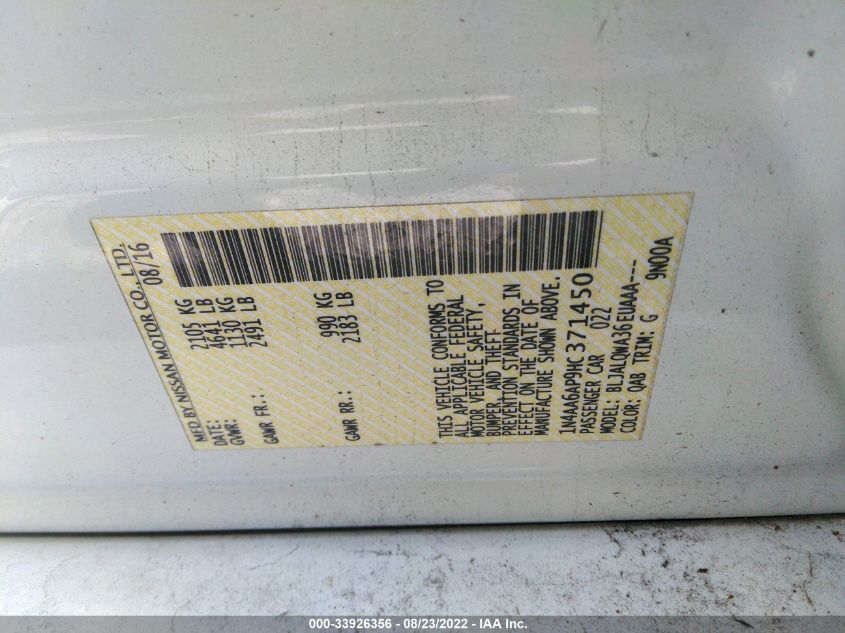 MFD BY NISSAN MOTOR CO., LTD.
DATE: 08/16
GVWR: 2105 KG
4641 LB
GAWR FR.: 1130 KG
2491 LB
GAWR RR.: 990 KG
2183 LB
THIS VEHICLE CONFORMS TO
ALL APPLICABLE FEDERAL
MOTOR VEHICLE SAFETY,
BUMPER, AND THEFT-
PREVENTION STANDARDS IN
EFFECT ON THE DATE OF
MANUFACTURE SHOWN ABOVE.
1N4AA6AP9HC371450
PASSENGER CAR 022
MODEL: BLJALQWA36EUAAA---
COLOR: QAB TRIM: G 9N00A
000-33926356 - 08/23/2022 - IAA Inc.